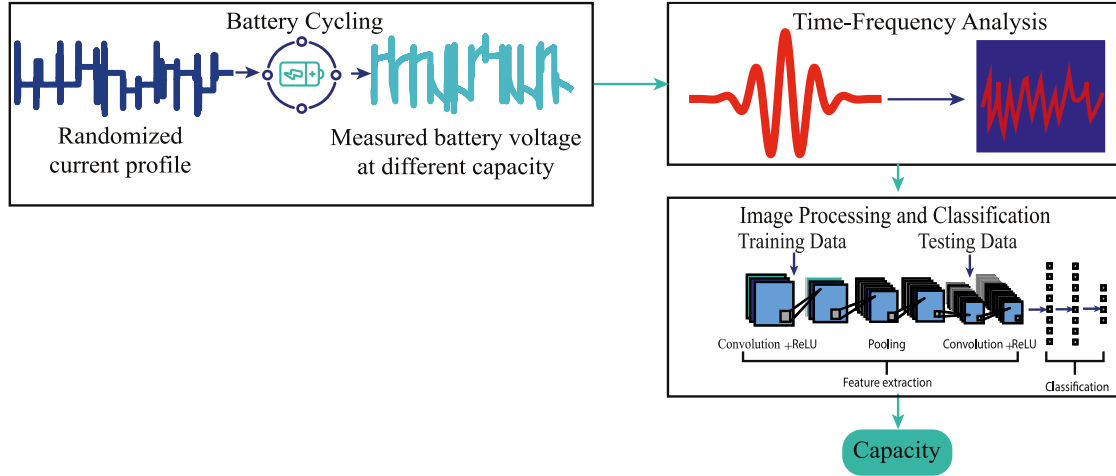 Battery Cycling
Randomized
current profile
Measured battery voltage
at different capacity
Time-Frequency Analysis
Image Processing and Classification
Training Data
Testing Data
Convolution +ReLU
Pooling
Convolution +ReLU
Feature extraction
Classification
Capacity